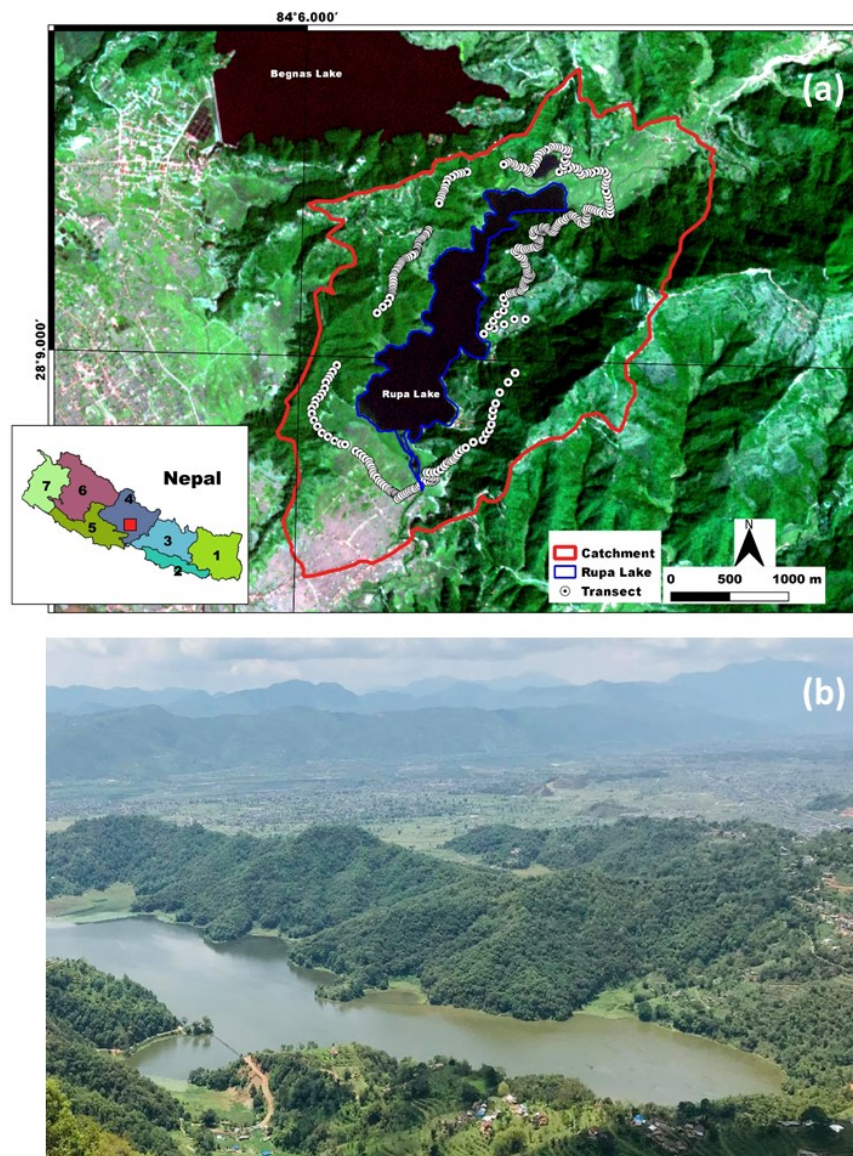 84°6.000'
Begnas Lake
(a)
28°9.000'
Rupa Lake
Nepal
7
6
4
5
3
1
2
N
Catchment
Rupa Lake
Transect
0 500 1000 m
(b)